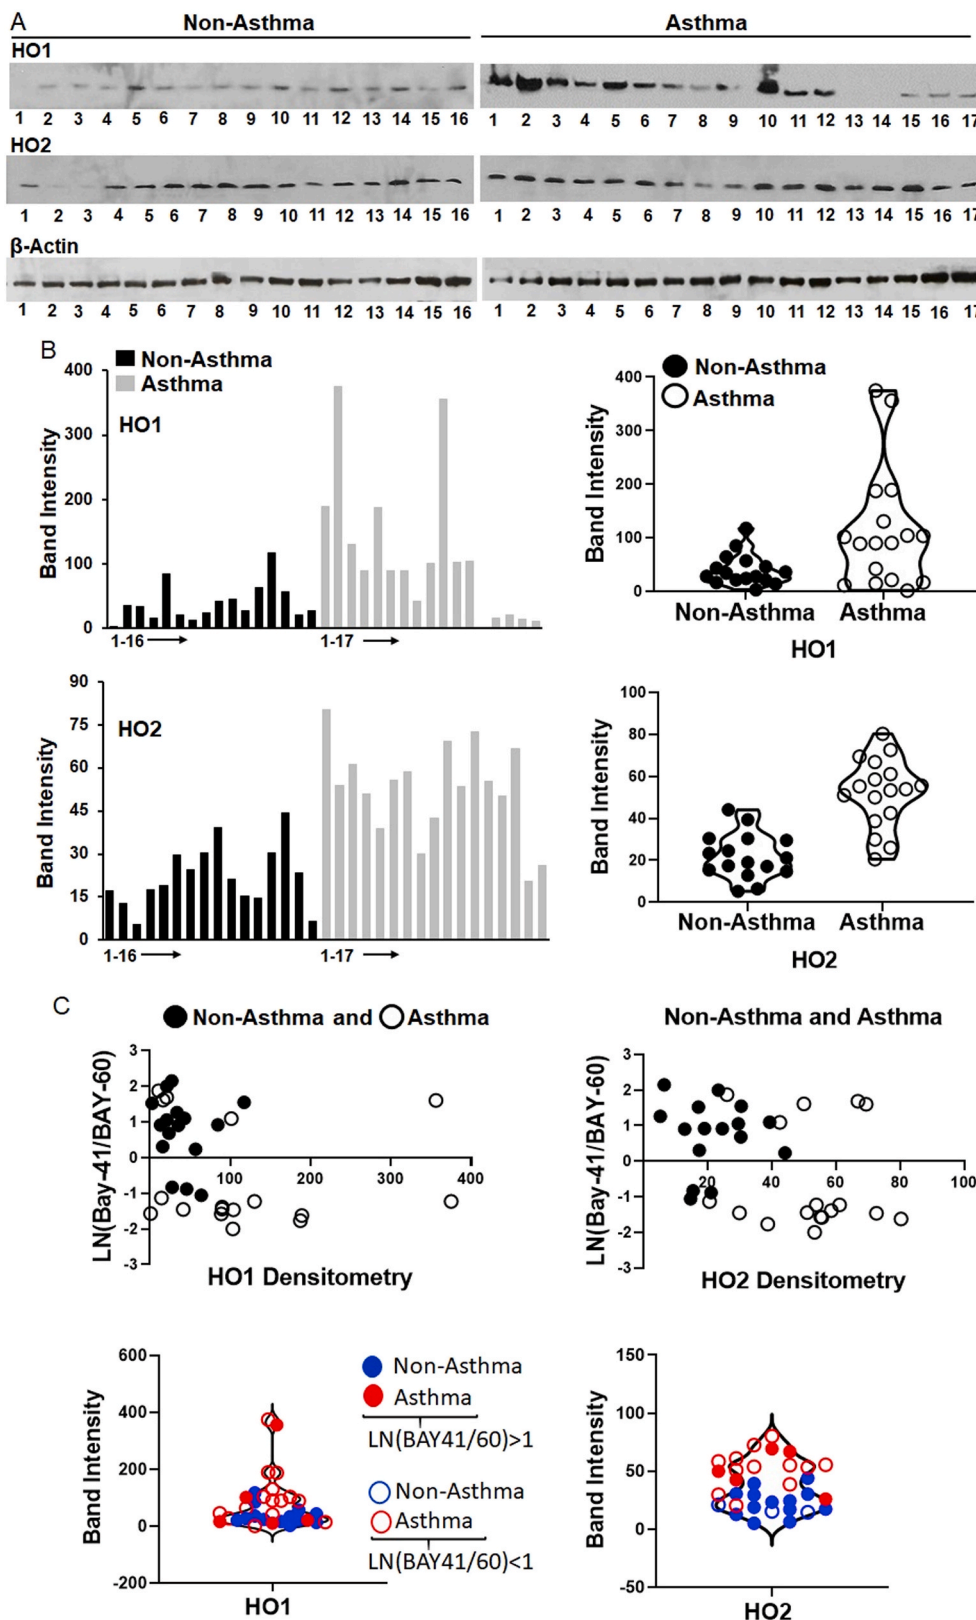 A
Non-Asthma Asthma
HO1
1 2 3 4 5 6 7 8 9 10 11 12 13 14 15 16 1 2 3 4 5 6 7 8 9 10 11 12 13 14 15 16 17
HO2
1 2 3 4 5 6 7 8 9 10 11 12 13 14 15 16 1 2 3 4 5 6 7 8 9 10 11 12 13 14 15 16 17
β-Actin
1 2 3 4 5 6 7 8 9 10 11 12 13 14 15 16 1 2 3 4 5 6 7 8 9 10 11 12 13 14 15 16 17
B
Non-Asthma
Asthma
HO1
Band Intensity
400
300
200
100
0
1-16 1-17
Non-Asthma
Asthma
Band Intensity
400
300
200
100
0
Non-Asthma Asthma
HO1
HO2
Band Intensity
90
75
60
45
30
15
0
1-16 1-17
Band Intensity
100
80
60
40
20
0
Non-Asthma Asthma
HO2
C
Non-Asthma and Asthma
LN(Bay-41/BAY-60)
3
2
1
0
-1
-2
-3
100 200 300 400
HO1 Densitometry
Non-Asthma and Asthma
LN(Bay-41/BAY-60)
3
2
1
0
-1
-2
-3
20 40 60 80 100
HO2 Densitometry
Band Intensity
600
400
200
0
-200
HO1
Non-Asthma
Asthma
LN(BAY41/60)>1
Non-Asthma
Asthma
LN(BAY41/60)<1
Band Intensity
150
100
50
0
-50
HO2